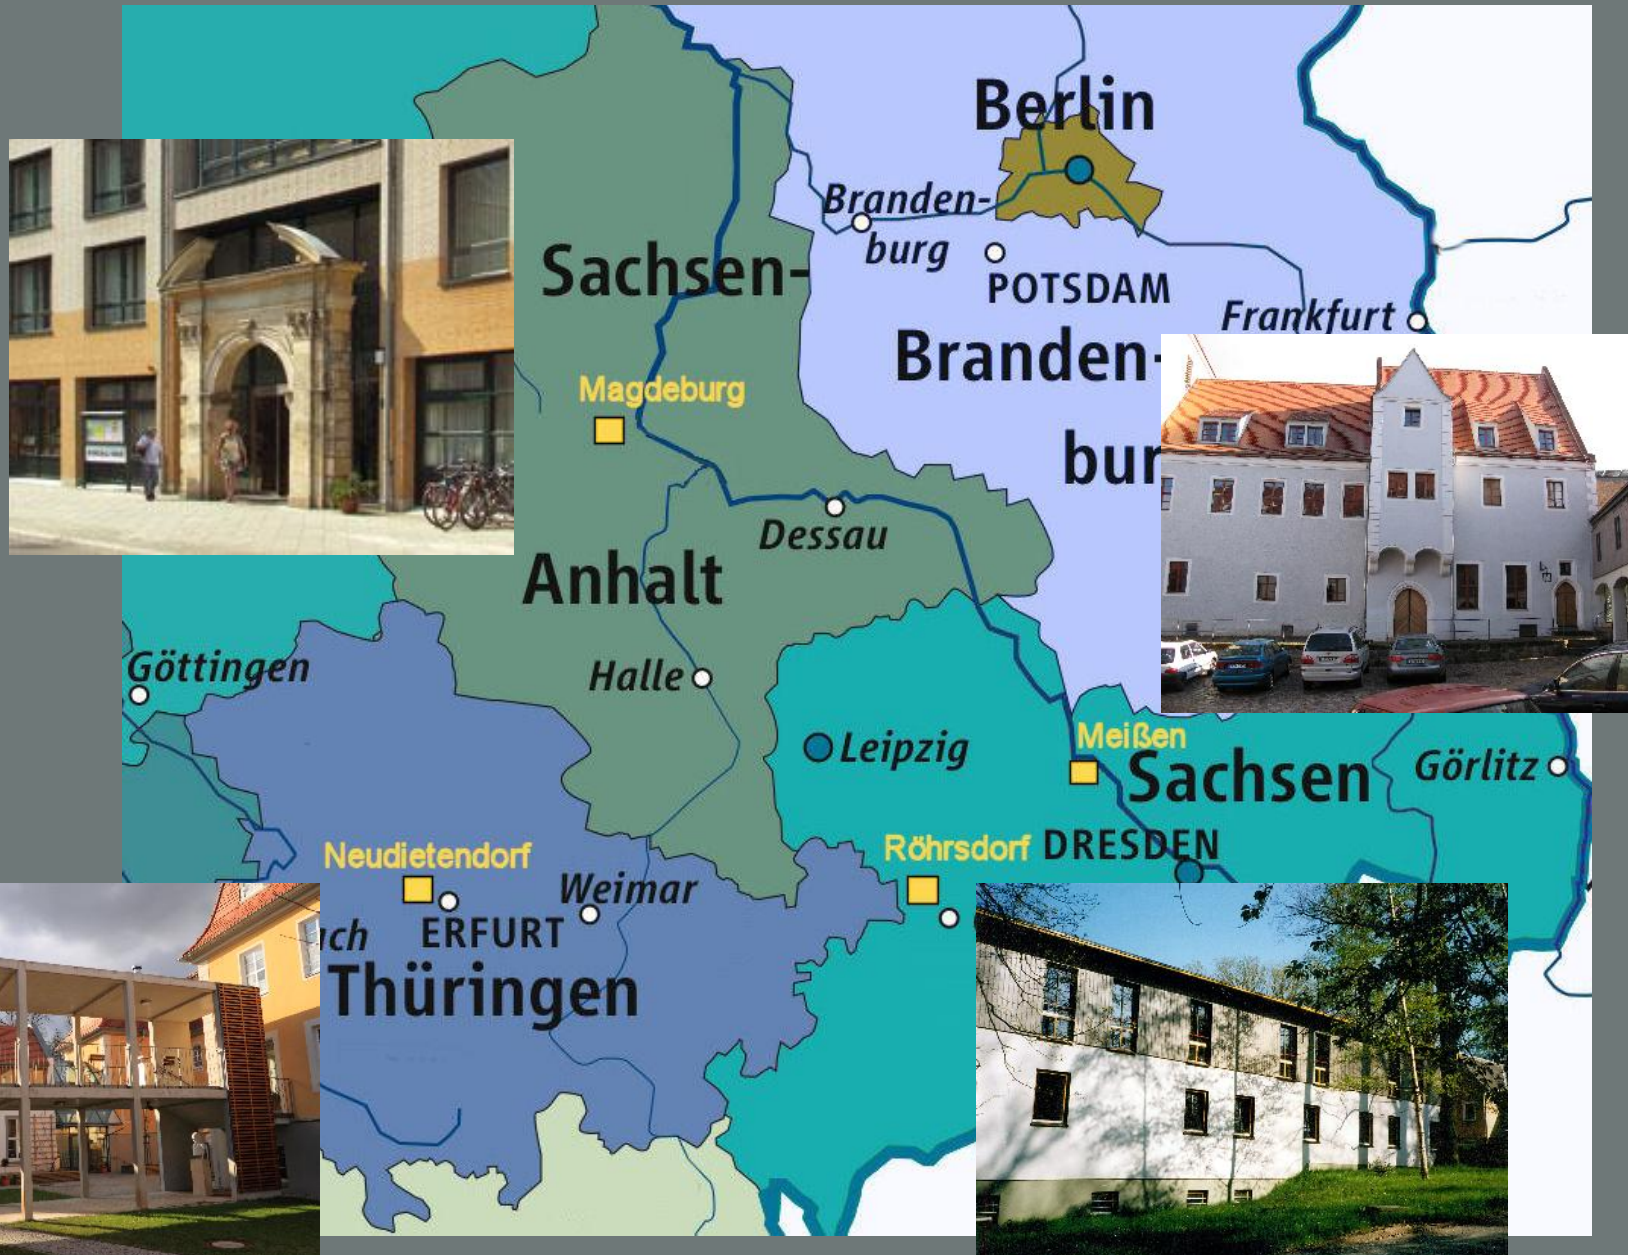 Berlin
Branden-
burg
Sachsen-
POTSDAM
Frankfurt
Branden-
Magdeburg
bur
Dessau
Anhalt
Göttingen
Halle
Meißen
Leipzig
Sachsen
Görlitz
Neudietendorf
Röhrsdorf
DRESDEN
Weimar
ach
ERFURT
Thüringen